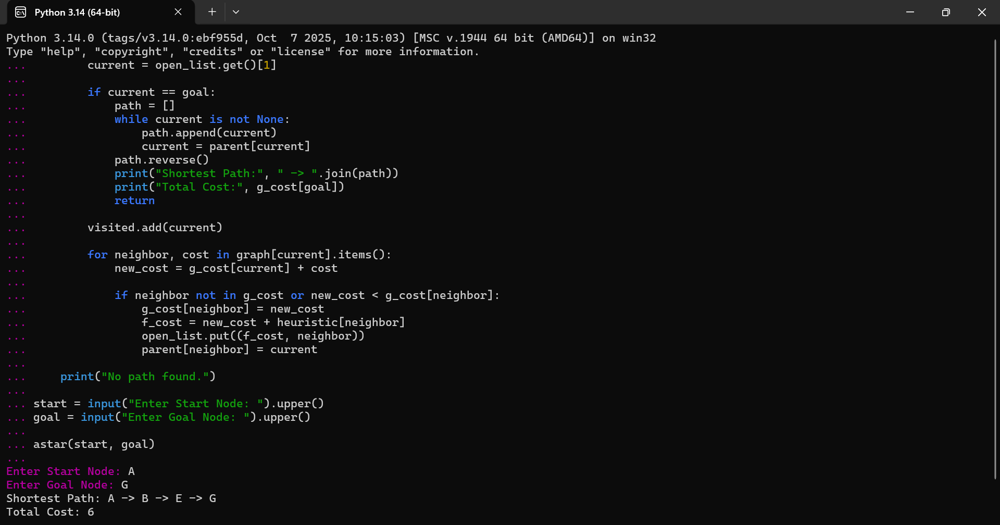 Python 3.14 (64-bit)
Python 3.14.0 (tags/v3.14.0:ebf955d, Oct  7 2025, 10:15:03) [MSC v.1944 64 bit (AMD64)] on win32
Type "help", "copyright", "credits" or "license" for more information.
...         current = open_list.get()[1]
...
...         if current == goal:
...             path = []
...             while current is not None:
...                 path.append(current)
...                 current = parent[current]
...             path.reverse()
...             print("Shortest Path:", " -> ".join(path))
...             print("Total Cost:", g_cost[goal])
...             return
...
...         visited.add(current)
...
...         for neighbor, cost in graph[current].items():
...             new_cost = g_cost[current] + cost
...
...             if neighbor not in g_cost or new_cost < g_cost[neighbor]:
...                 g_cost[neighbor] = new_cost
...                 f_cost = new_cost + heuristic[neighbor]
...                 open_list.put((f_cost, neighbor))
...                 parent[neighbor] = current
...
...     print("No path found.")
...
... start = input("Enter Start Node: ").upper()
... goal = input("Enter Goal Node: ").upper()
...
... astar(start, goal)
...
Enter Start Node: A
Enter Goal Node: G
Shortest Path: A -> B -> E -> G
Total Cost: 6